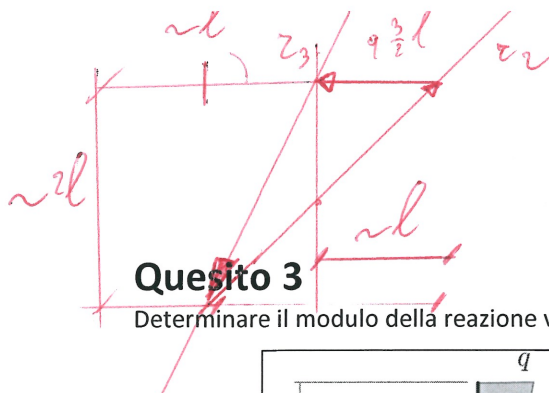 ~l
r₃
q 3/2 l
r₂
~2l
~l
Quesito 3
Determinare il modulo della reazione v
q